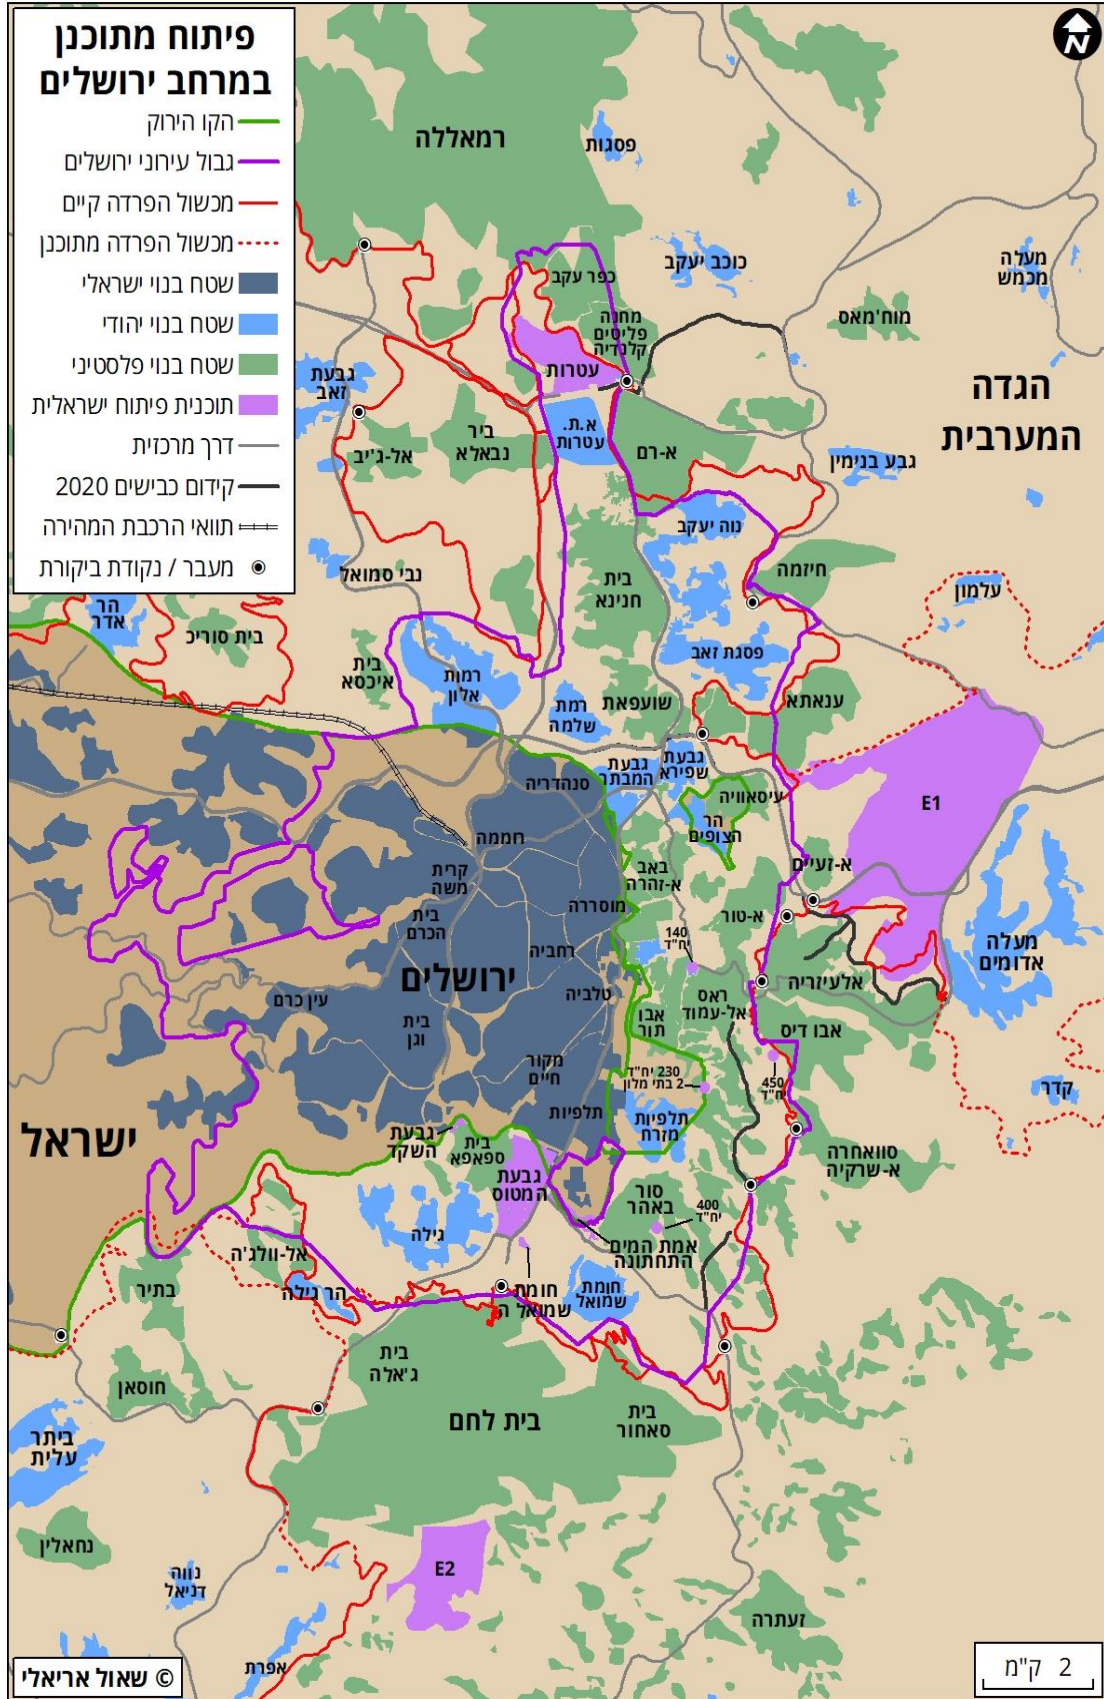 פיתוח מתוכנן
במרחב ירושלים
הקו הירוק
גבול עירוני ירושלים
מכשול הפרדה קיים
מכשול הפרדה מתוכנן
שטח בנוי ישראלי
שטח בנוי יהודי
שטח בנוי פלסטיני
תוכנית פיתוח ישראלית
דרך מרכזית
קידום כבישים 2020
תוואי הרכבת המהירה
מעבר / נקודת ביקורת
N
רמאללה
פסגות
כפר עקב
כוכב יעקב
מעלה
מכמש
מחנה
פליטים
קלנדיה
מוח'מאס
עטרות
גבעת
זאב
הגדה
המערבית
א.ת.
עטרות
ביר
נבאלא
אל-ג'יב
א-רם
גבע בנימין
נוה יעקב
נבי סמואל
בית
חנינא
חיזמה
עלמון
הר
אדר
בית סוריכ
בית
איכסא
רמות
אלון
פסגת זאב
רמת
שלמה
שועפאת
ענאתא
סנהדריה
גבעת
המבתר
גבעת
שפירא
עיסאוויה
הר
הצופים
E1
חממה
קרית
משה
באב
א-זהרה
א-זעיים
מוסררה
בית
הכרם
א-טור
140
יח"ד
רחביה
מעלה
אדומים
ירושלים
טלביה
ראס
אל-עמוד
אלעיזריה
עין כרם
אבו
תור
אבו דיס
בית
וגן
מקור
חיים
230 יח"ד
2 בתי מלון
450
יח"ד
קדר
תלפיות
תלפיות
מזרח
ישראל
גבעת
השקד
בית
ספאפא
גבעת
המטוס
סוואחרה
א-שרקיה
סור
באהר
400
יח"ד
גילה
אמת המים
התחתונה
אל-וולג'ה
בתיר
הר גילה
חומת
שמואל ה
חומת
שמואל
בית
ג'אלה
חוסאן
בית לחם
בית
סאחור
ביתר
עלית
נחאלין
נווה
דניאל
E2
זעתרה
אפרת
© שאול אריאלי
2 ק"מ